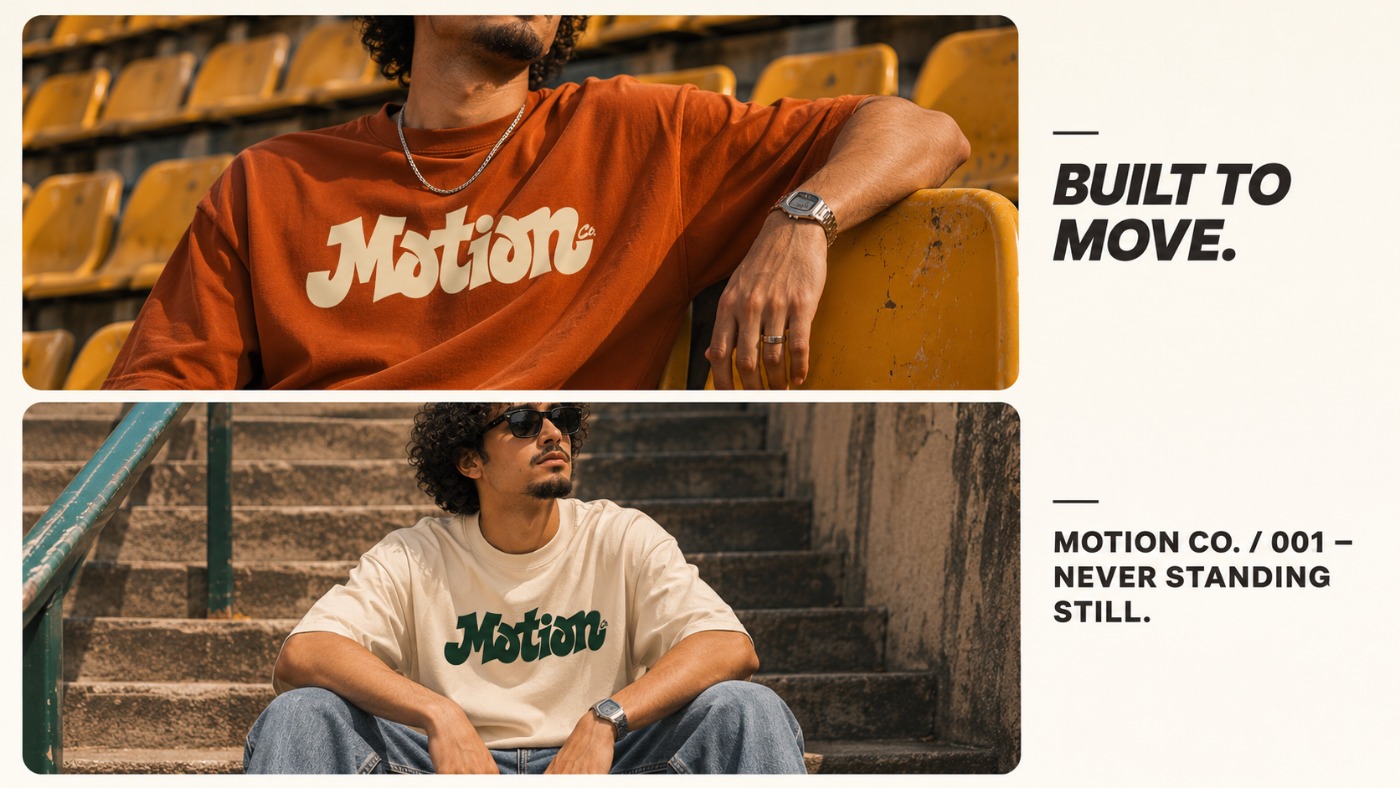 Motion Co.
BUILT TO
MOVE.
Motion Co.
MOTION CO. / 001 –
NEVER STANDING
STILL.